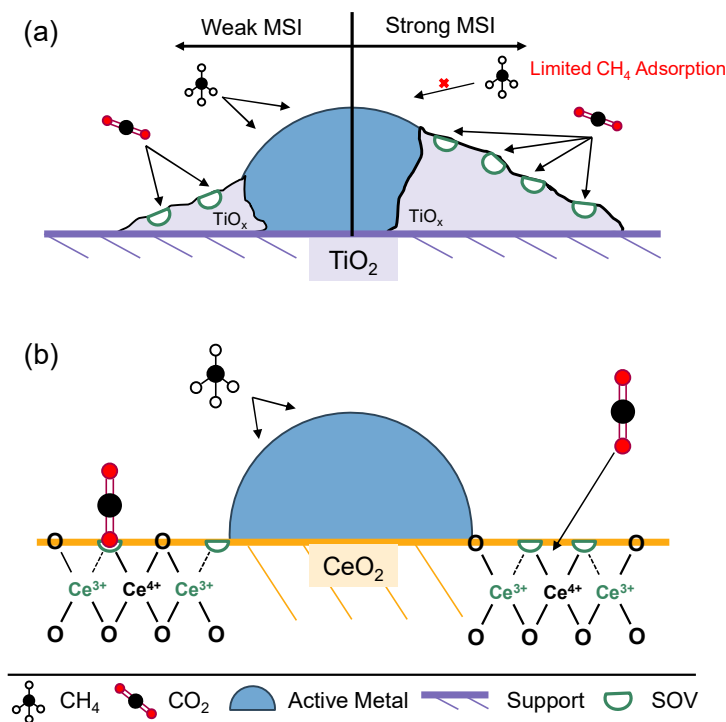 (a)
Weak MSI Strong MSI
Limited CH₄ Adsorption
TiOₓ TiOₓ
TiO₂
(b)
O O O O
CeO₂
Ce³⁺ Ce⁴⁺ Ce³⁺ Ce³⁺ Ce⁴⁺ Ce³⁺
O O O O O O O O
CH₄ CO₂ Active Metal Support SOV